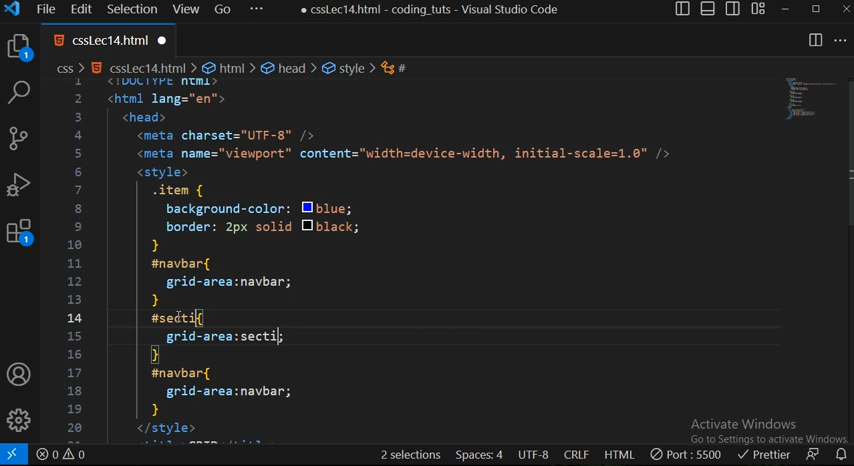 File Edit Selection View Go ··· ● cssLec14.html - coding_tuts - Visual Studio Code
cssLec14.html ●
css > cssLec14.html > html > head > style > #
1 <!DOCTYPE html>
2 <html lang="en">
3 <head>
4 <meta charset="UTF-8" />
5 <meta name="viewport" content="width=device-width, initial-scale=1.0" />
6 <style>
7 .item {
8 background-color: blue;
9 border: 2px solid black;
10 }
11 #navbar{
12 grid-area:navbar;
13 }
14 #secti{
15 grid-area:secti;
16 }
17 #navbar{
18 grid-area:navbar;
19 }
20 </style>
Activate Windows
Go to Settings to activate Windows.
0 0 2 selections Spaces: 4 UTF-8 CRLF HTML Port : 5500 Prettier
1
1